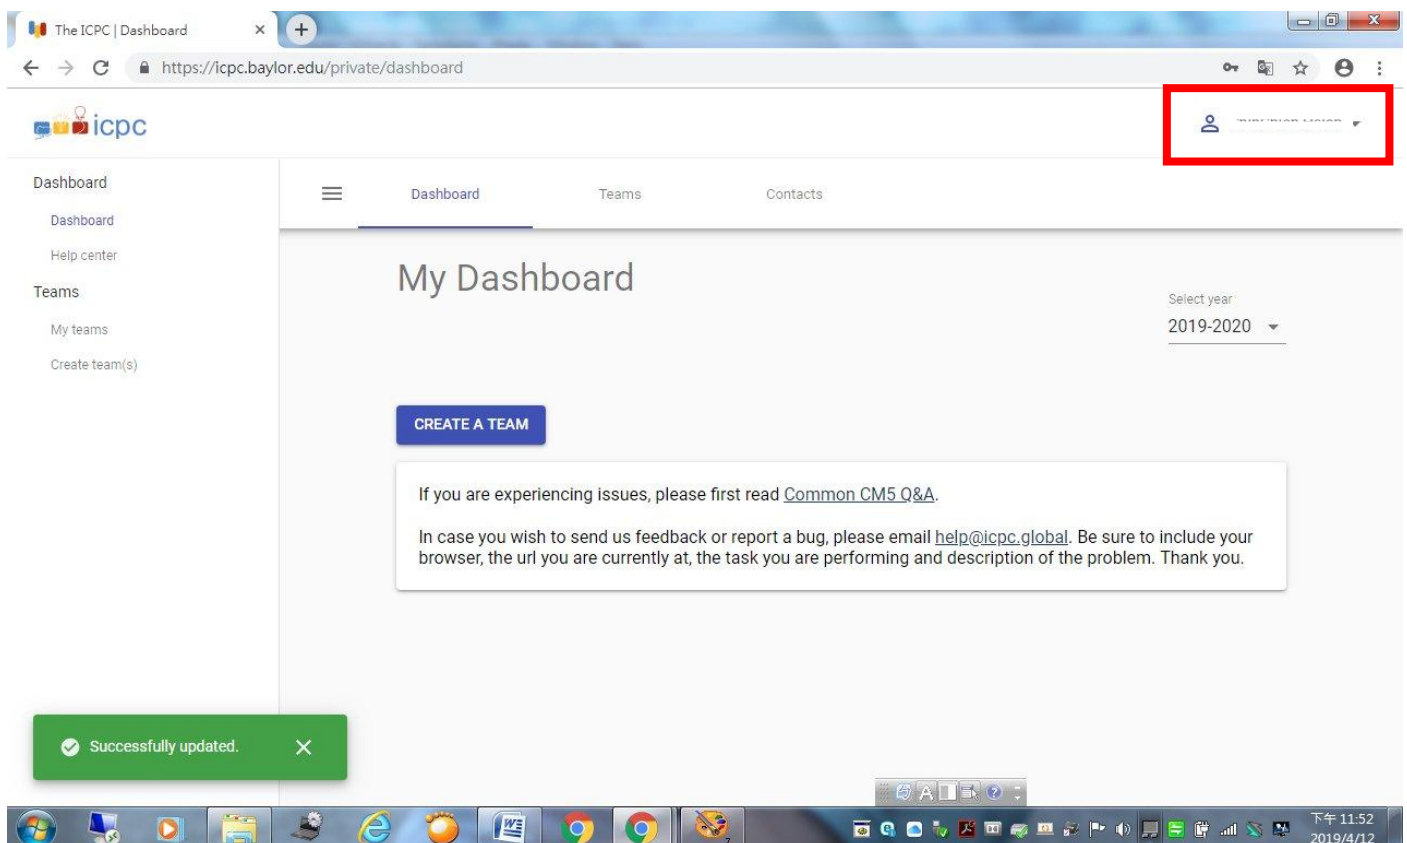 The ICPC | Dashboard
https://icpc.baylor.edu/private/dashboard
icpc
Dashboard
Dashboard
Help center
Teams
My teams
Create team(s)
Dashboard Teams Contacts
My Dashboard
Select year
2019-2020
CREATE A TEAM
If you are experiencing issues, please first read Common CM5 Q&A.
In case you wish to send us feedback or report a bug, please email help@icpc.global. Be sure to include your
browser, the url you are currently at, the task you are performing and description of the problem. Thank you.
Successfully updated.
A
下午 11:52
2019/4/12